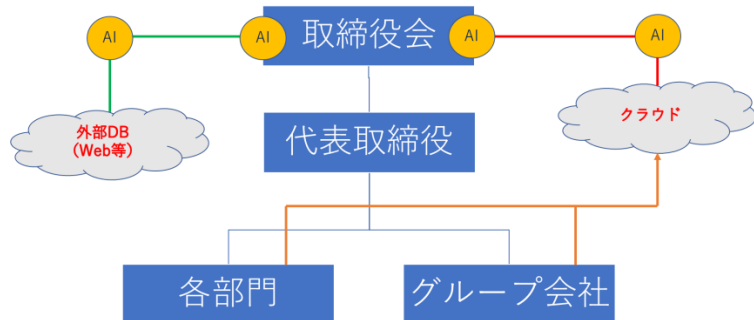 AI
AI
取締役会
AI
AI
外部DB
(Web等)
クラウド
代表取締役
各部門
グループ会社